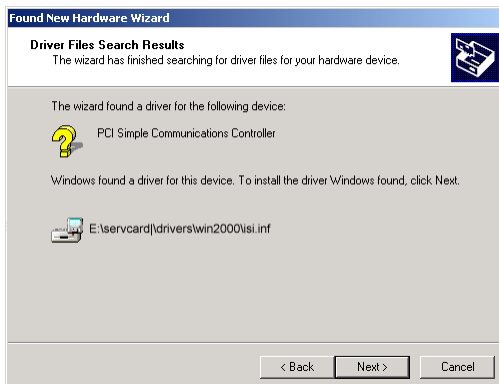 Found New Hardware Wizard
Driver Files Search Results
The wizard has finished searching for driver files for your hardware device.
The wizard found a driver for the following device:
PCI Simple Communications Controller
Windows found a driver for this device. To install the driver Windows found, click Next.
E:\servcard|\drivers\win2000\isi.inf
< Back Next > Cancel